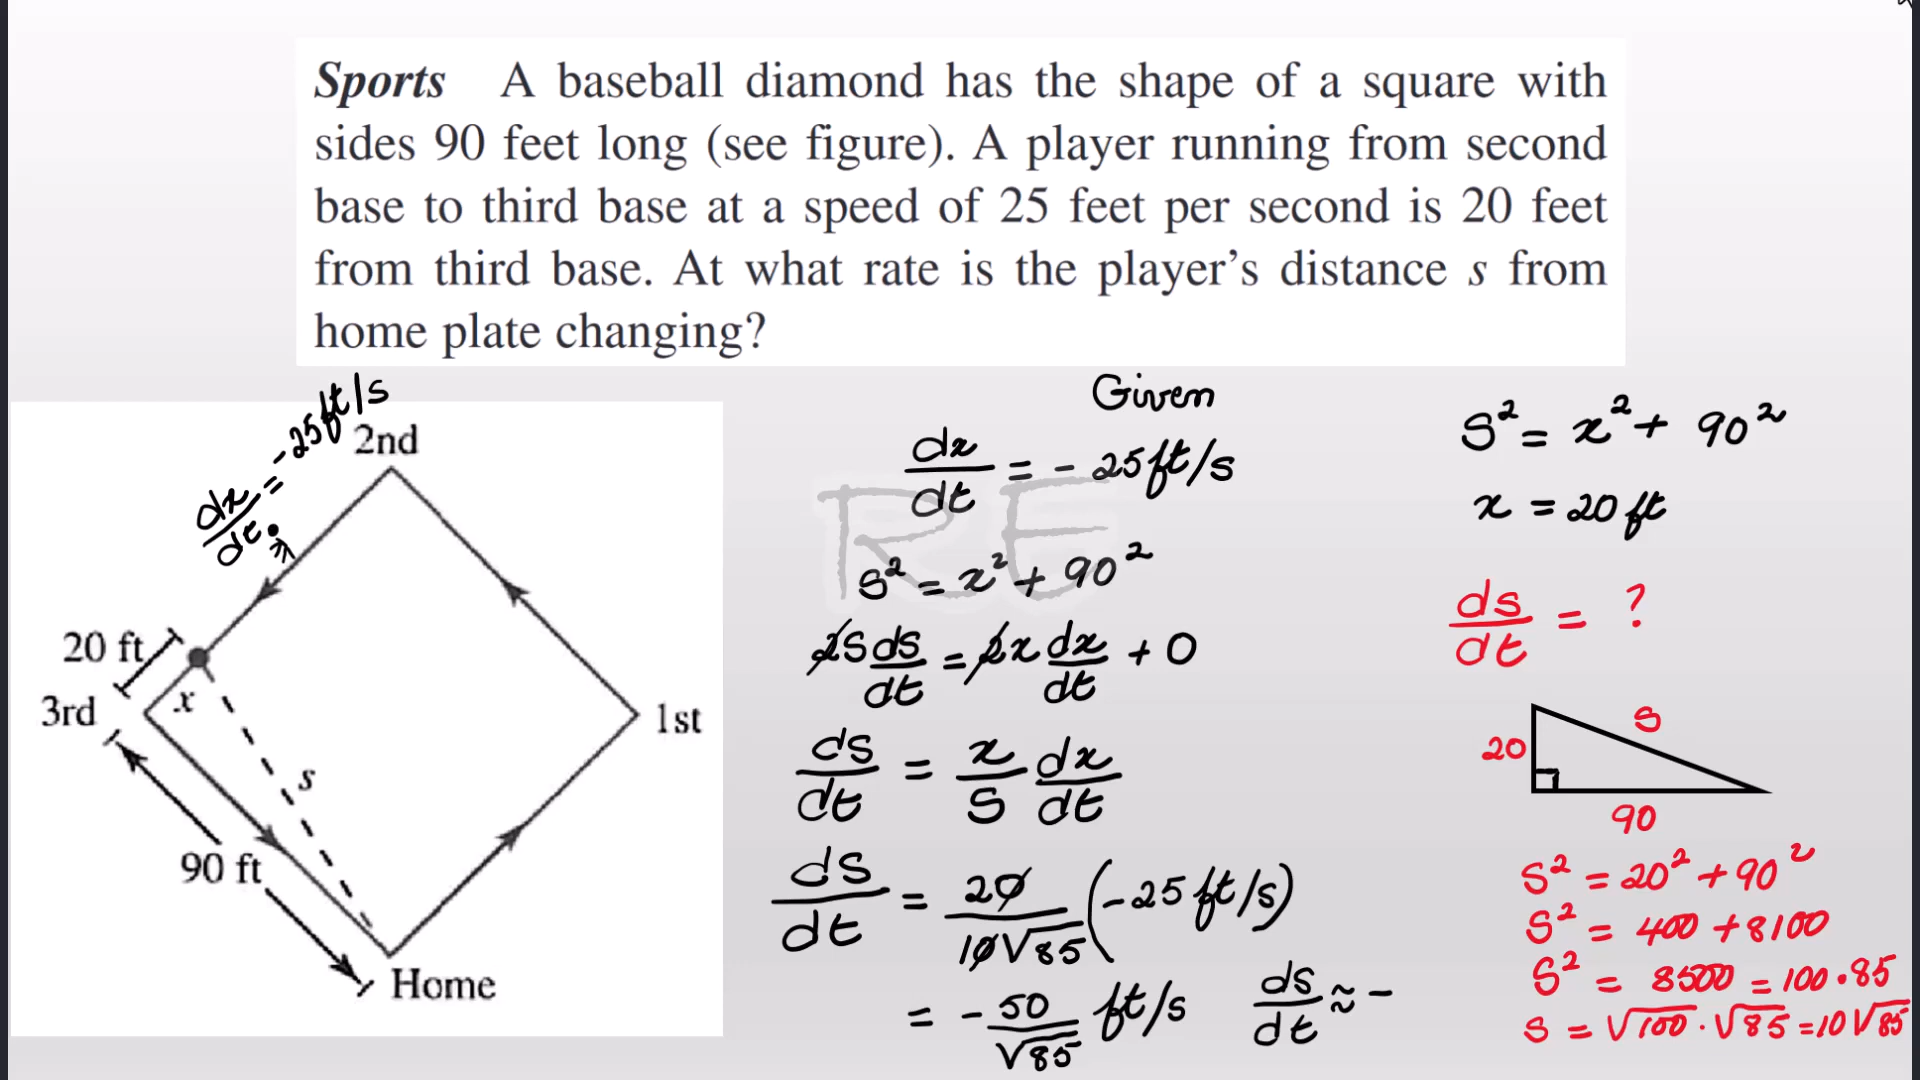 Sports A baseball diamond has the shape of a square with
sides 90 feet long (see figure). A player running from second
base to third base at a speed of 25 feet per second is 20 feet
from third base. At what rate is the player's distance s from
home plate changing?
dx/dt = -25ft/s
2nd
20 ft
x
3rd
1st
s
90 ft
Home
Given
dx/dt = -25ft/s
RE
S² = x² + 90²
2S ds/dt = 2x dx/dt + 0
ds/dt = x/S dx/dt
ds/dt = 20/10√85 (-25 ft/s)
= -50/√85 ft/s
ds/dt ≈ -
S² = x² + 90²
x = 20 ft
ds/dt = ?
20
S
90
S² = 20² + 90²
S² = 400 + 8100
S² = 8500 = 100·85
S = √100 · √85 = 10√85